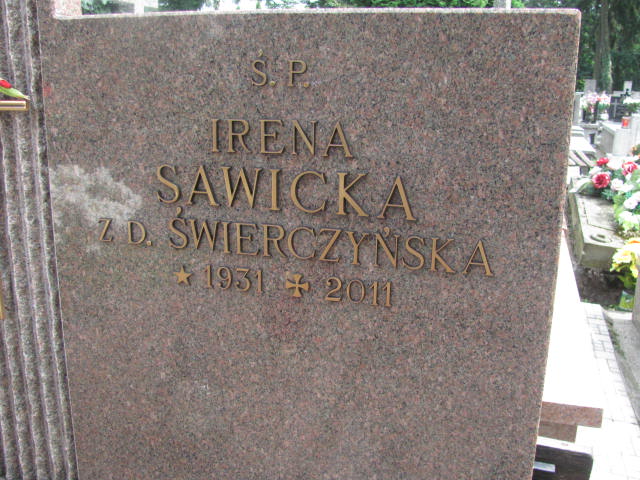 Ś. P.
IRENA
SAWICKA
Z D. ŚWIERCZYŃSKA
★ 1931 ✠ 2011